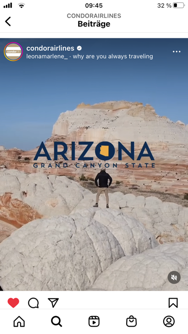 09:45
32 %
CONDORAIRLINES
Beiträge
condorairlines
leonamarlene_ · why are you always traveling
ARIZONA
GRAND CANYON STATE